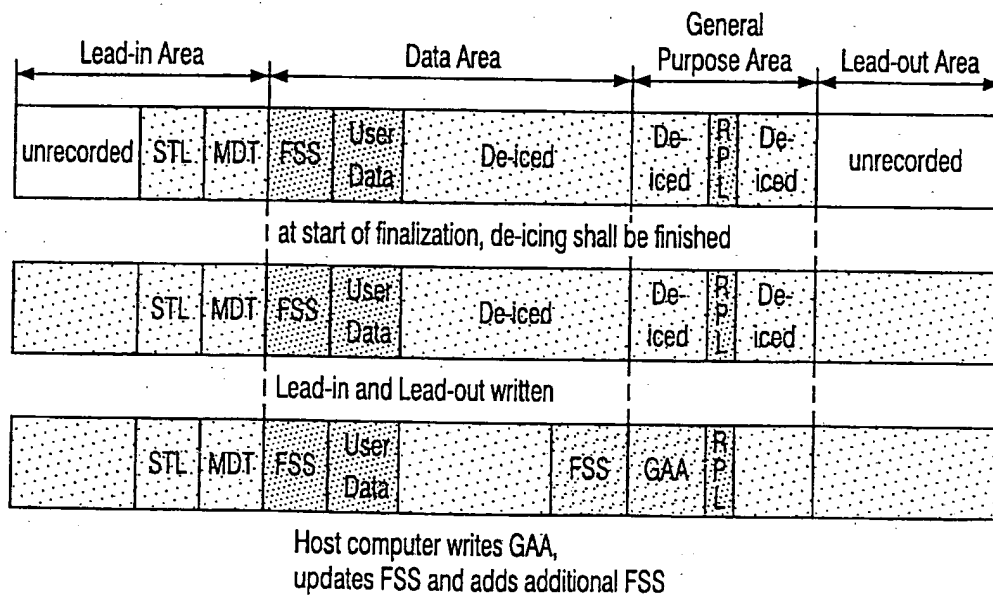 General
Lead-in Area Data Area Purpose Area Lead-out Area
unrecorded STL MDT FSS User Data De-iced De-iced RPL De-iced unrecorded
at start of finalization, de-icing shall be finished
STL MDT FSS User Data De-iced De-iced RPL De-iced
Lead-in and Lead-out written
STL MDT FSS User Data FSS GAA RPL
Host computer writes GAA,
updates FSS and adds additional FSS